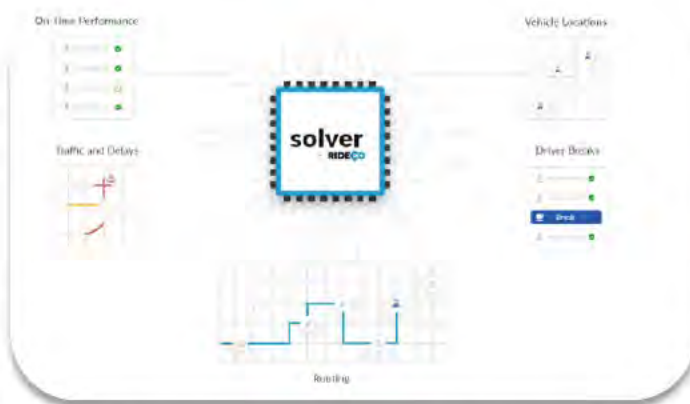 On-Time Performance
Vehicle Locations
solver
RIDECO
Traffic and Delays
Driver Breaks
Break
Routing